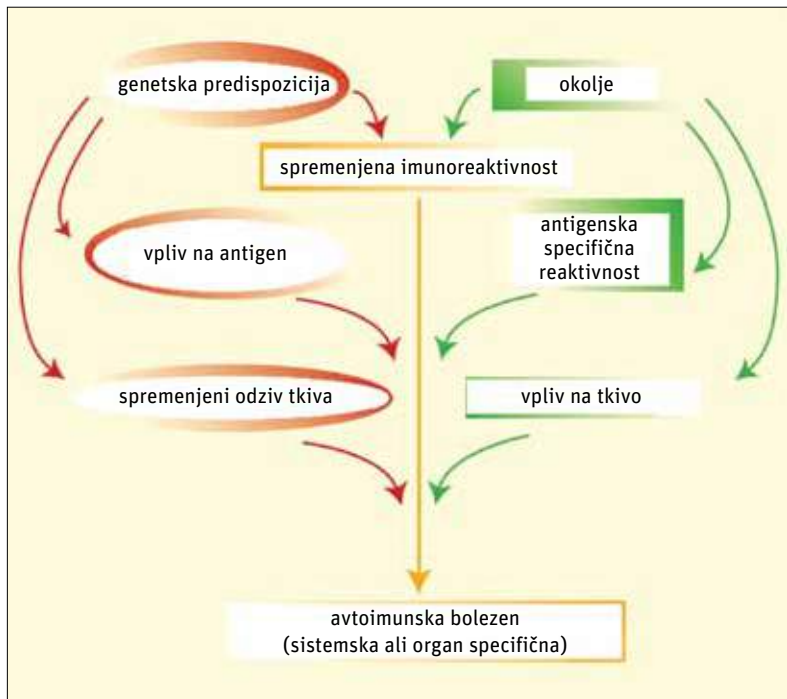 genetska predispozicija
okolje
spremenjena imunoreaktivnost
vpliv na antigen
antigenska
specifična
reaktivnost
spremenjeni odziv tkiva
vpliv na tkivo
avtoimunska bolezen
(sistemska ali organ specifična)